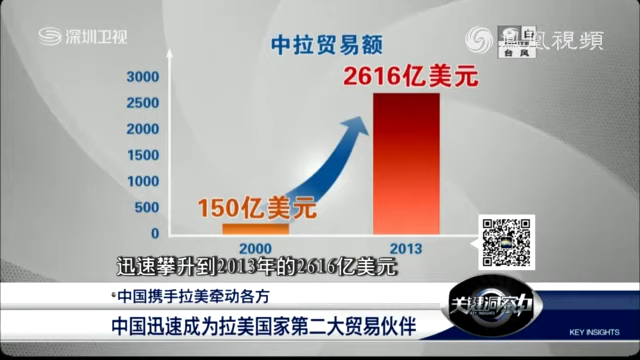 深圳卫视
凤凰视频
白
台风
中拉贸易额
2616亿美元
3000
2500
2000
1500
1000
500
0
150亿美元
2000
2013
迅速攀升到2013年的2616亿美元
中国携手拉美牵动各方
中国迅速成为拉美国家第二大贸易伙伴
关键洞察力
KEY INSIGHTS